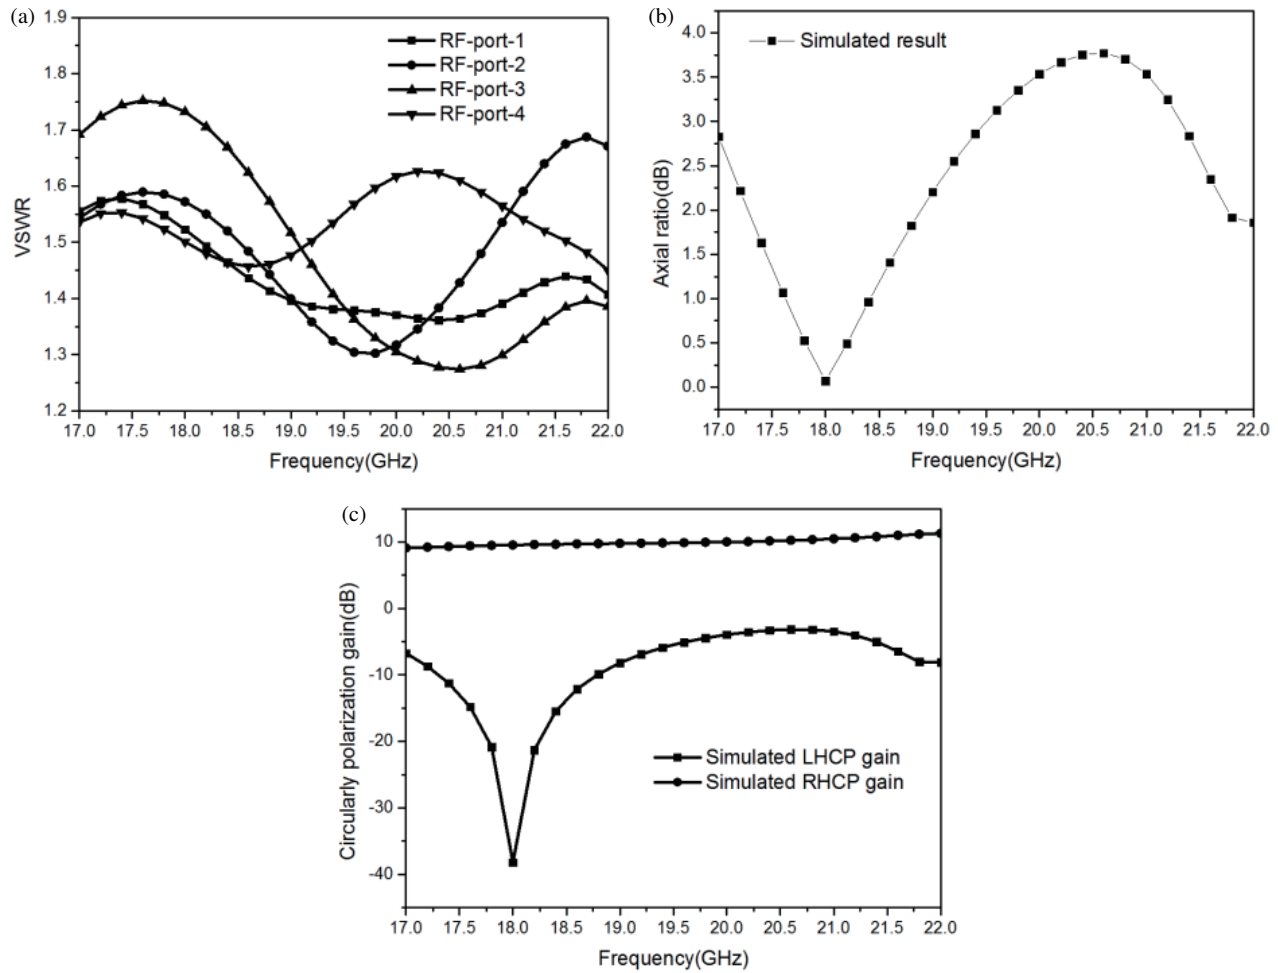 (a)
1.9
1.8
1.7
1.6
1.5
1.4
1.3
1.2
VSWR
RF-port-1
RF-port-2
RF-port-3
RF-port-4
17.0 17.5 18.0 18.5 19.0 19.5 20.0 20.5 21.0 21.5 22.0
Frequency(GHz)
(b)
4.0
3.5
3.0
2.5
2.0
1.5
1.0
0.5
0.0
Axial ratio(dB)
Simulated result
17.0 17.5 18.0 18.5 19.0 19.5 20.0 20.5 21.0 21.5 22.0
Frequency(GHz)
(c)
10
0
-10
-20
-30
-40
Circularly polarization gain(dB)
Simulated LHCP gain
Simulated RHCP gain
17.0 17.5 18.0 18.5 19.0 19.5 20.0 20.5 21.0 21.5 22.0
Frequency(GHz)